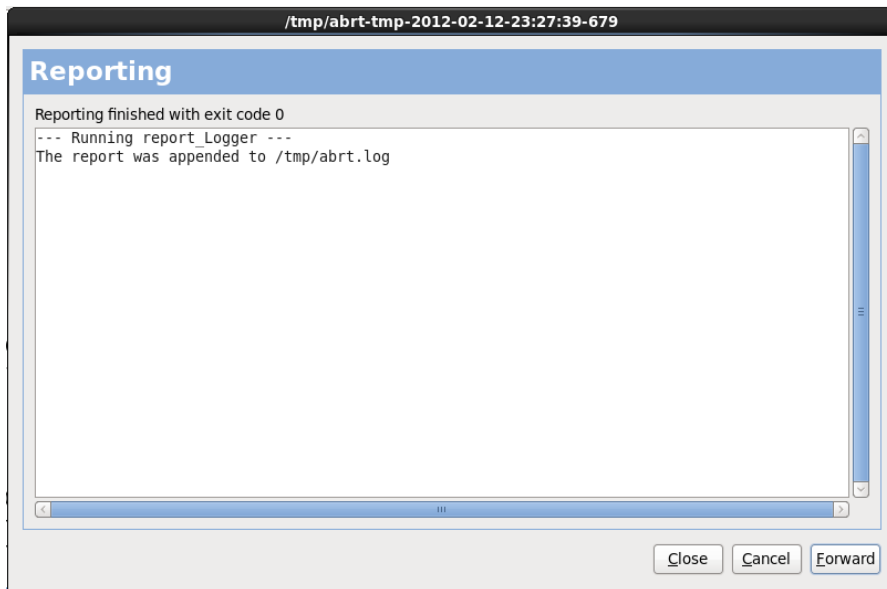 /tmp/abrt-tmp-2012-02-12-23:27:39-679
Reporting
Reporting finished with exit code 0
--- Running report_Logger ---
The report was appended to /tmp/abrt.log
Close Cancel Forward